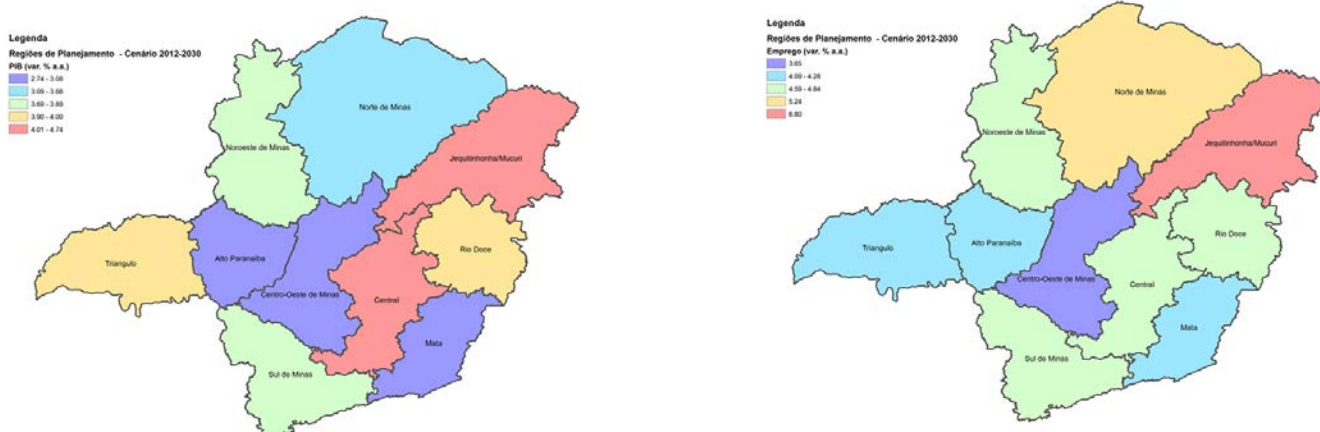 Legenda
Regiões de Planejamento - Cenário 2012-2030
PIB (var. % a.a.)
2.74 - 3.08
3.09 - 3.68
3.69 - 3.89
3.90 - 4.00
4.01 - 4.74
Norte de Minas
Noroeste de Minas
Jequitinhonha/Mucuri
Rio Doce
Triangulo
Alto Paranaíba
Centro-Oeste de Minas
Central
Mata
Sul de Minas
Legenda
Regiões de Planejamento - Cenário 2012-2030
Emprego (var. % a.a.)
3.65
4.09 - 4.28
4.59 - 4.84
5.24
6.80
Norte de Minas
Noroeste de Minas
Jequitinhonha/Mucuri
Rio Doce
Triangulo
Alto Paranaíba
Centro-Oeste de Minas
Central
Mata
Sul de Minas